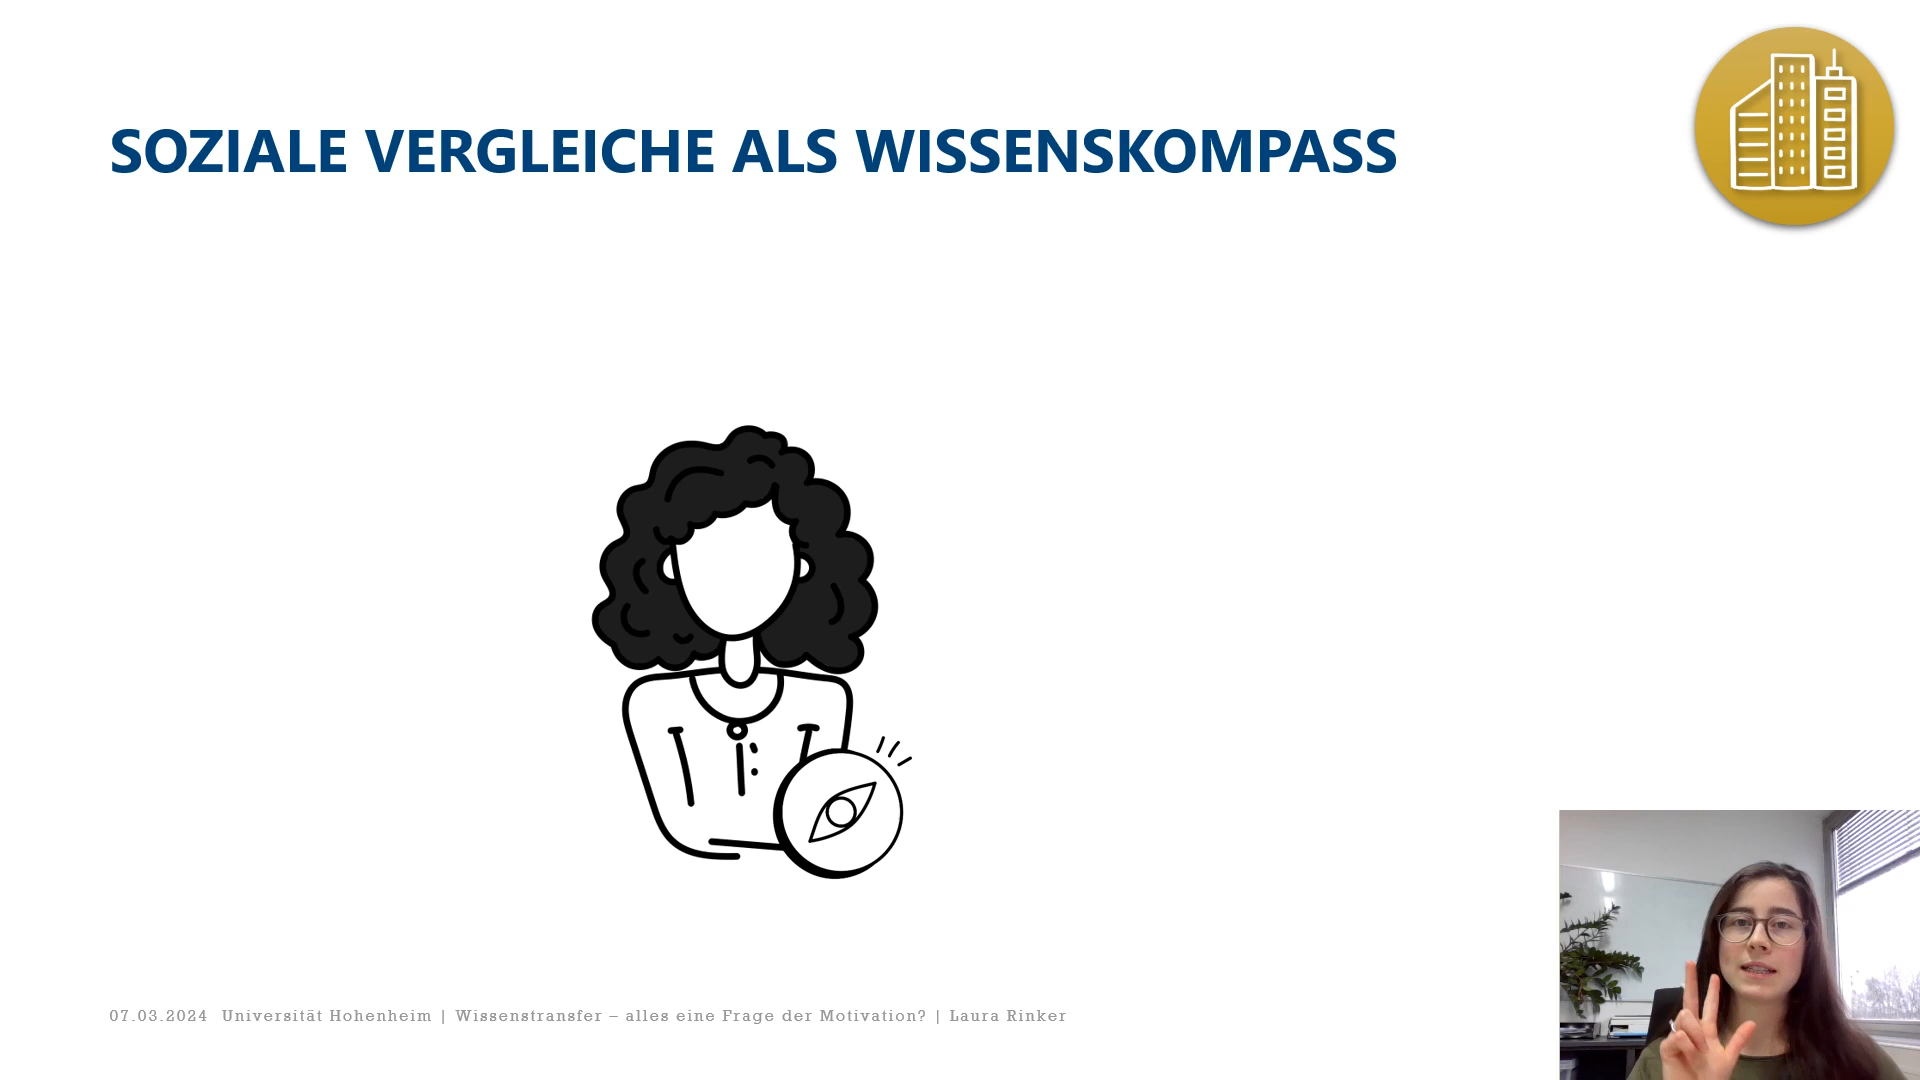 SOZIALE VERGLEICHE ALS WISSENSKOMPASS
07.03.2024 Universität Hohenheim | Wissenstransfer – alles eine Frage der Motivation? | Laura Rinker